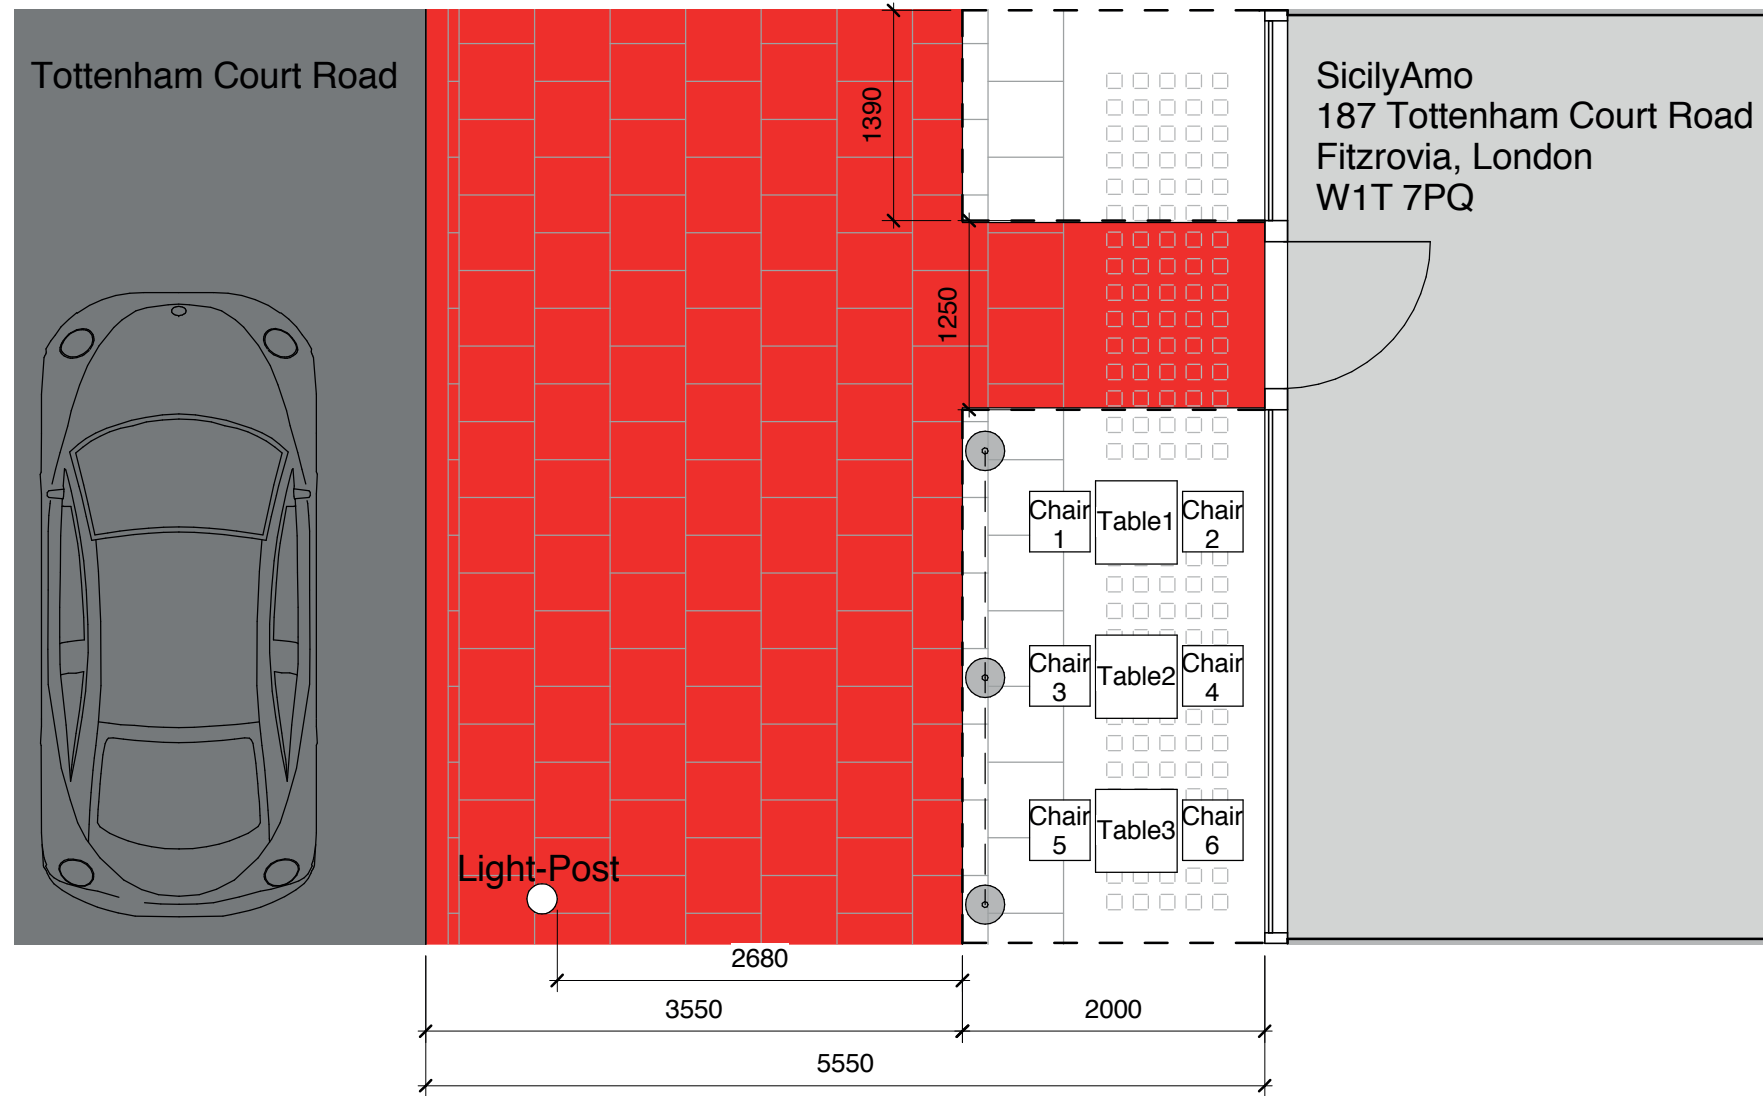 Tottenham Court Road
SicilyAmo
187 Tottenham Court Road
Fitzrovia, London
W1T 7PQ
1390
1250
Chair
1
Table1
Chair
2
Chair
3
Table2
Chair
4
Chair
5
Table3
Chair
6
Light-Post
2680
3550
2000
5550